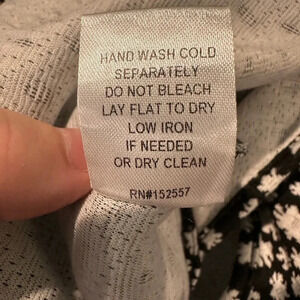 HAND WASH COLD
SEPARATELY
DO NOT BLEACH
LAY FLAT TO DRY
LOW IRON
IF NEEDED
OR DRY CLEAN
RN#152557